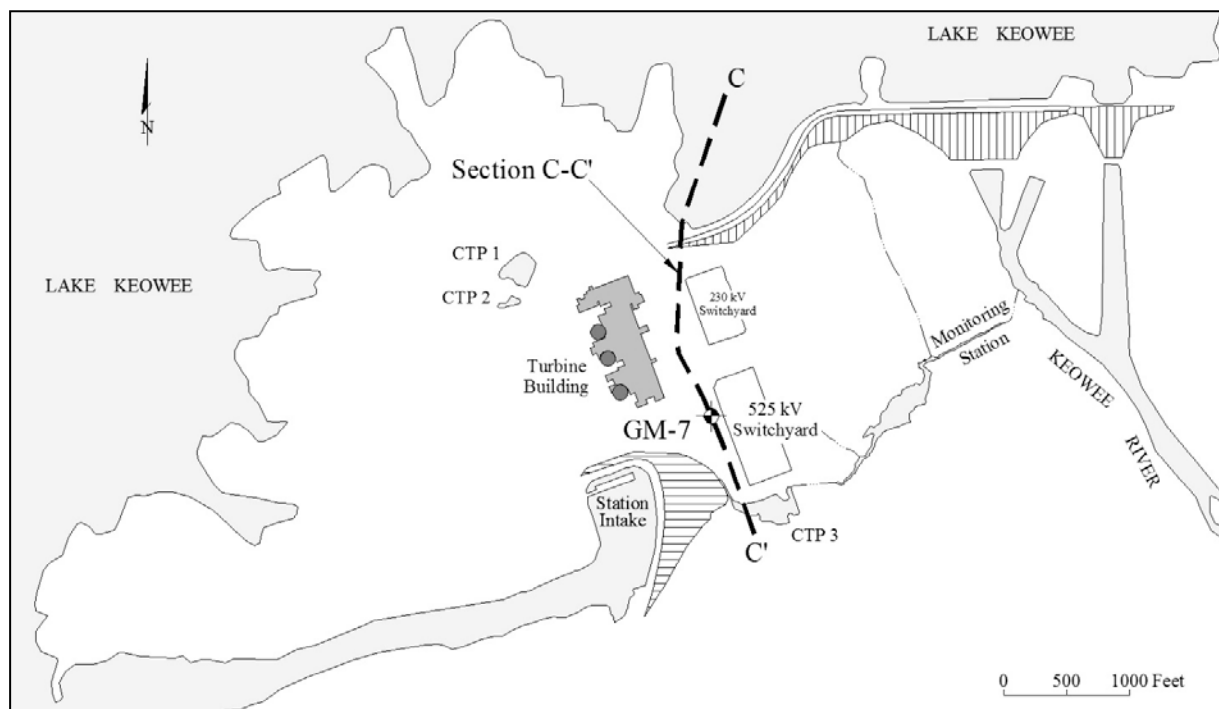 LAKE KEOWEE
C
N
Section C-C'
CTP 1
CTP 2
LAKE KEOWEE
230 kV
Switchyard
Monitoring
Station
Turbine
Building
KEOWEE
RIVER
525 kV
Switchyard
GM-7
Station
Intake
CTP 3
C'
0 500 1000 Feet